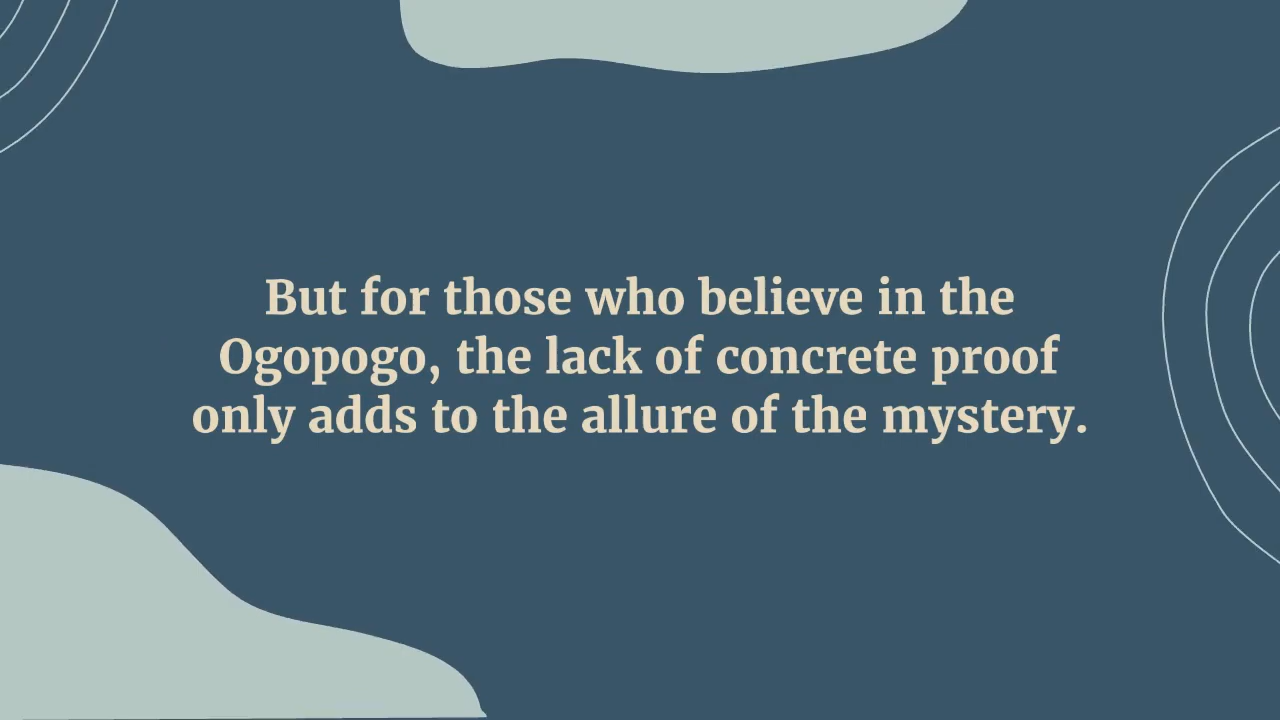 But for those who believe in the
Ogopogo, the lack of concrete proof
only adds to the allure of the mystery.